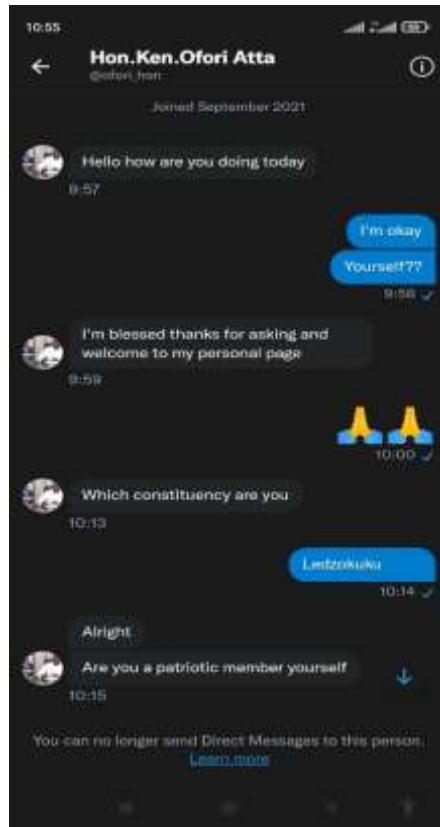 10:55
Hon.Ken.Ofori Atta
@ofori_hon
Joined September 2021
Hello how are you doing today
9:57
I'm okay
Yourself??
9:58
I'm blessed thanks for asking and
welcome to my personal page
9:59
10:00
Which constituency are you
10:13
Ledzokuku
10:14
Alright
Are you a patriotic member yourself
10:15
You can no longer send Direct Messages to this person.
Learn more